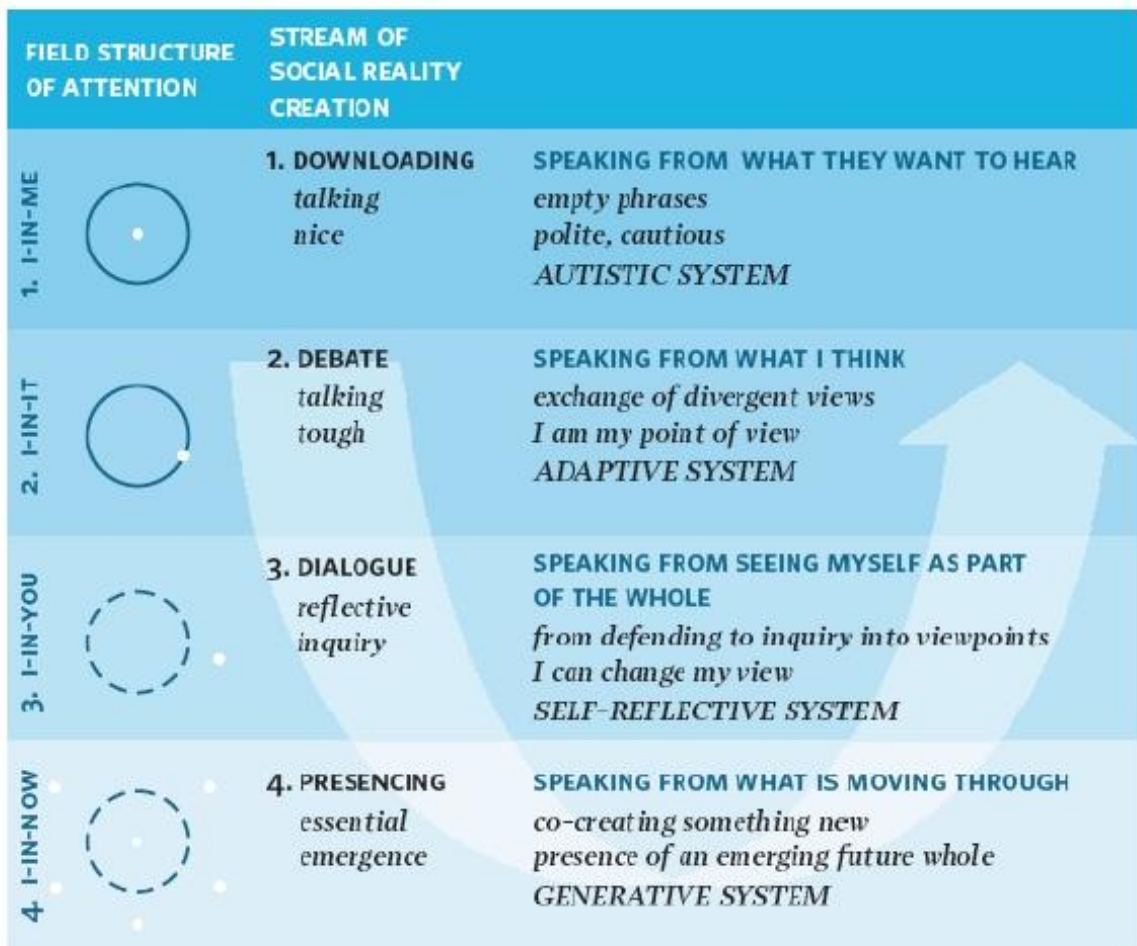 FIELD STRUCTURE
OF ATTENTION
STREAM OF
SOCIAL REALITY
CREATION
1. I-IN-ME
1. DOWNLOADING
talking
nice
SPEAKING FROM WHAT THEY WANT TO HEAR
empty phrases
polite, cautious
AUTISTIC SYSTEM
2. I-IN-IT
2. DEBATE
talking
tough
SPEAKING FROM WHAT I THINK
exchange of divergent views
I am my point of view
ADAPTIVE SYSTEM
3. I-IN-YOU
3. DIALOGUE
reflective
inquiry
SPEAKING FROM SEEING MYSELF AS PART
OF THE WHOLE
from defending to inquiry into viewpoints
I can change my view
SELF-REFLECTIVE SYSTEM
4. I-IN-NOW
4. PRESENCING
essential
emergence
SPEAKING FROM WHAT IS MOVING THROUGH
co-creating something new
presence of an emerging future whole
GENERATIVE SYSTEM